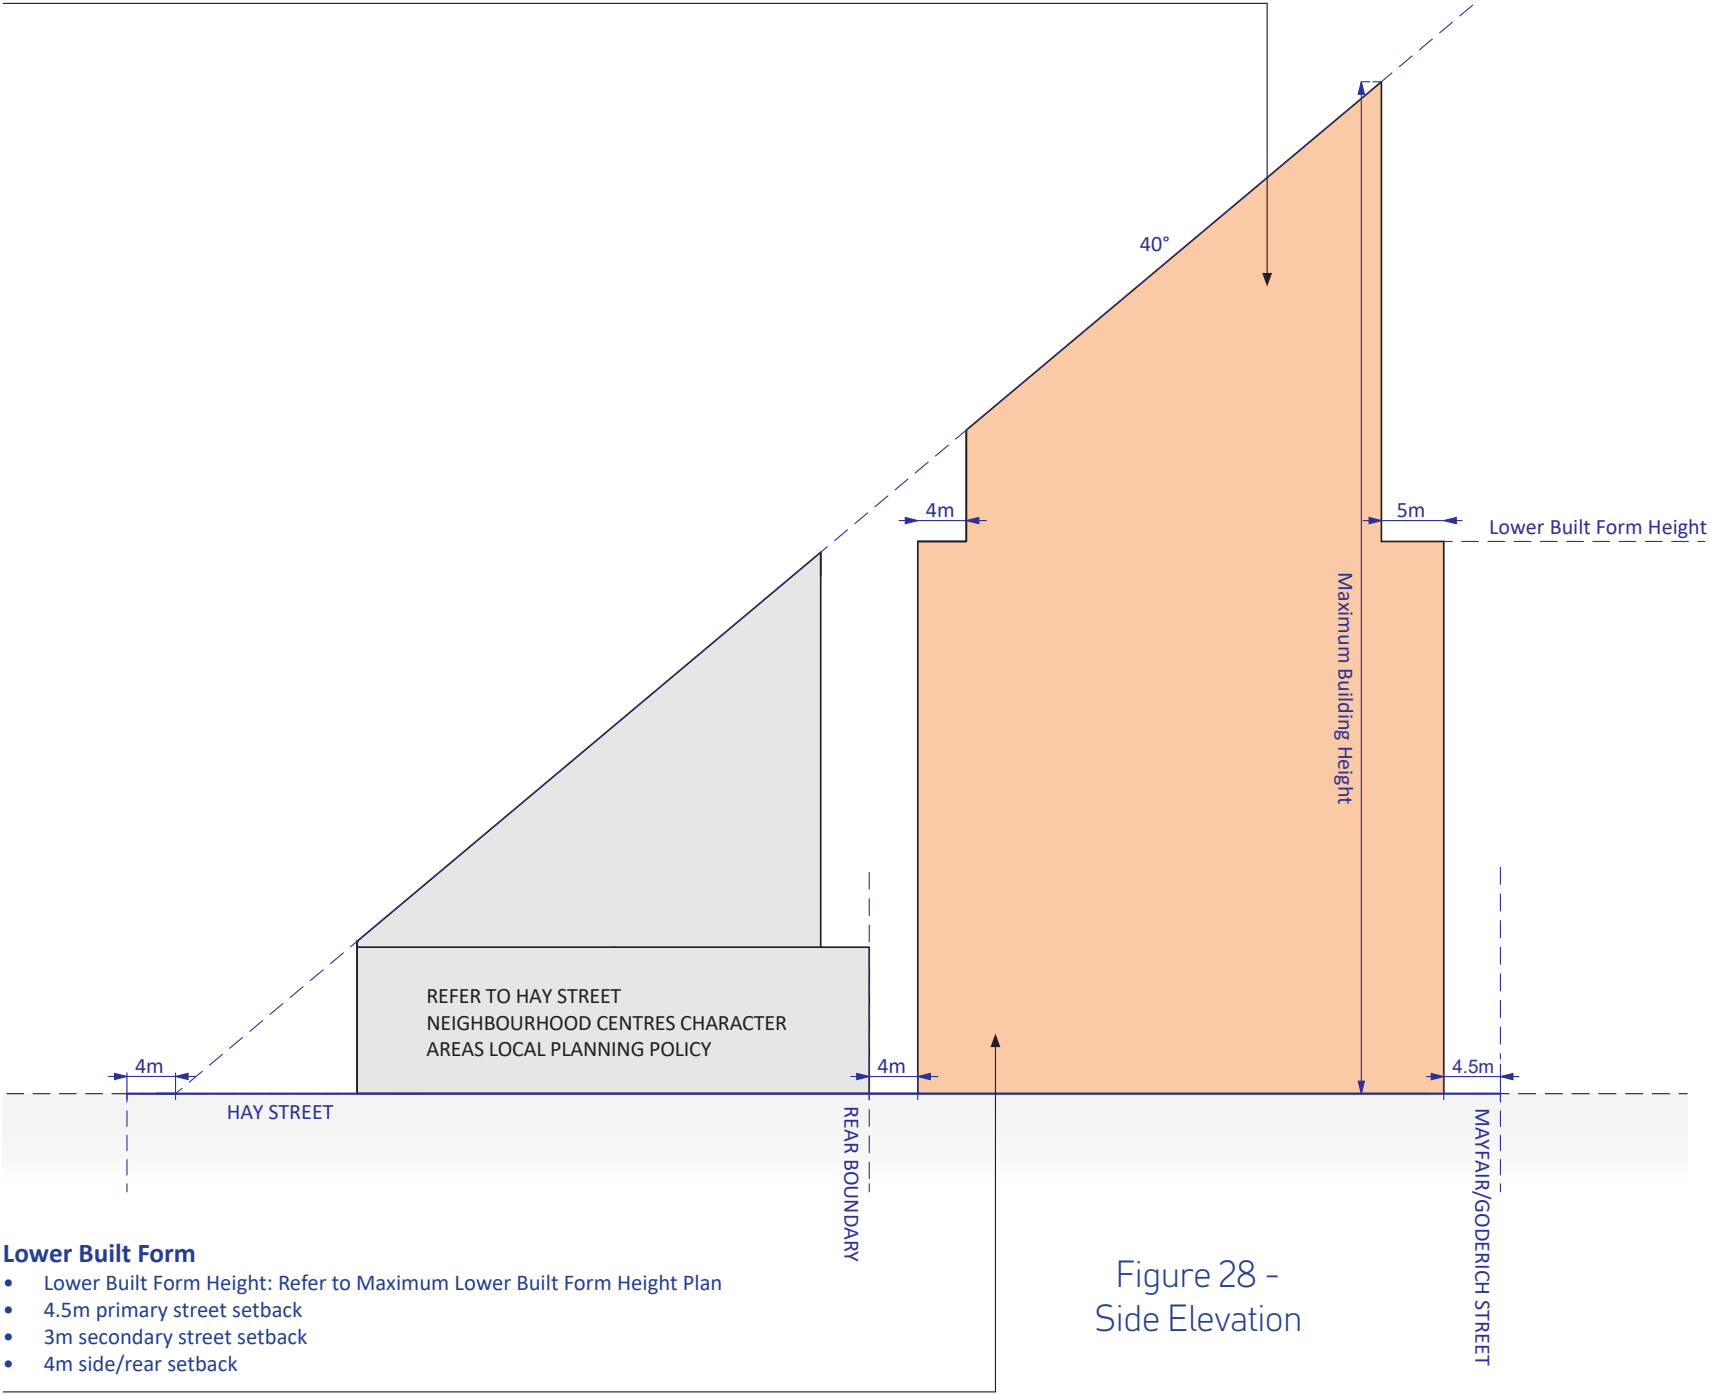 40°
4m
5m
Lower Built Form Height
Maximum Building Height
REFER TO HAY STREET
NEIGHBOURHOOD CENTRES CHARACTER
AREAS LOCAL PLANNING POLICY
4m
4m
4.5m
HAY STREET
REAR BOUNDARY
MAYFAIR/GODERICH STREET
Lower Built Form
• Lower Built Form Height: Refer to Maximum Lower Built Form Height Plan
• 4.5m primary street setback
• 3m secondary street setback
• 4m side/rear setback
Figure 28 -
Side Elevation